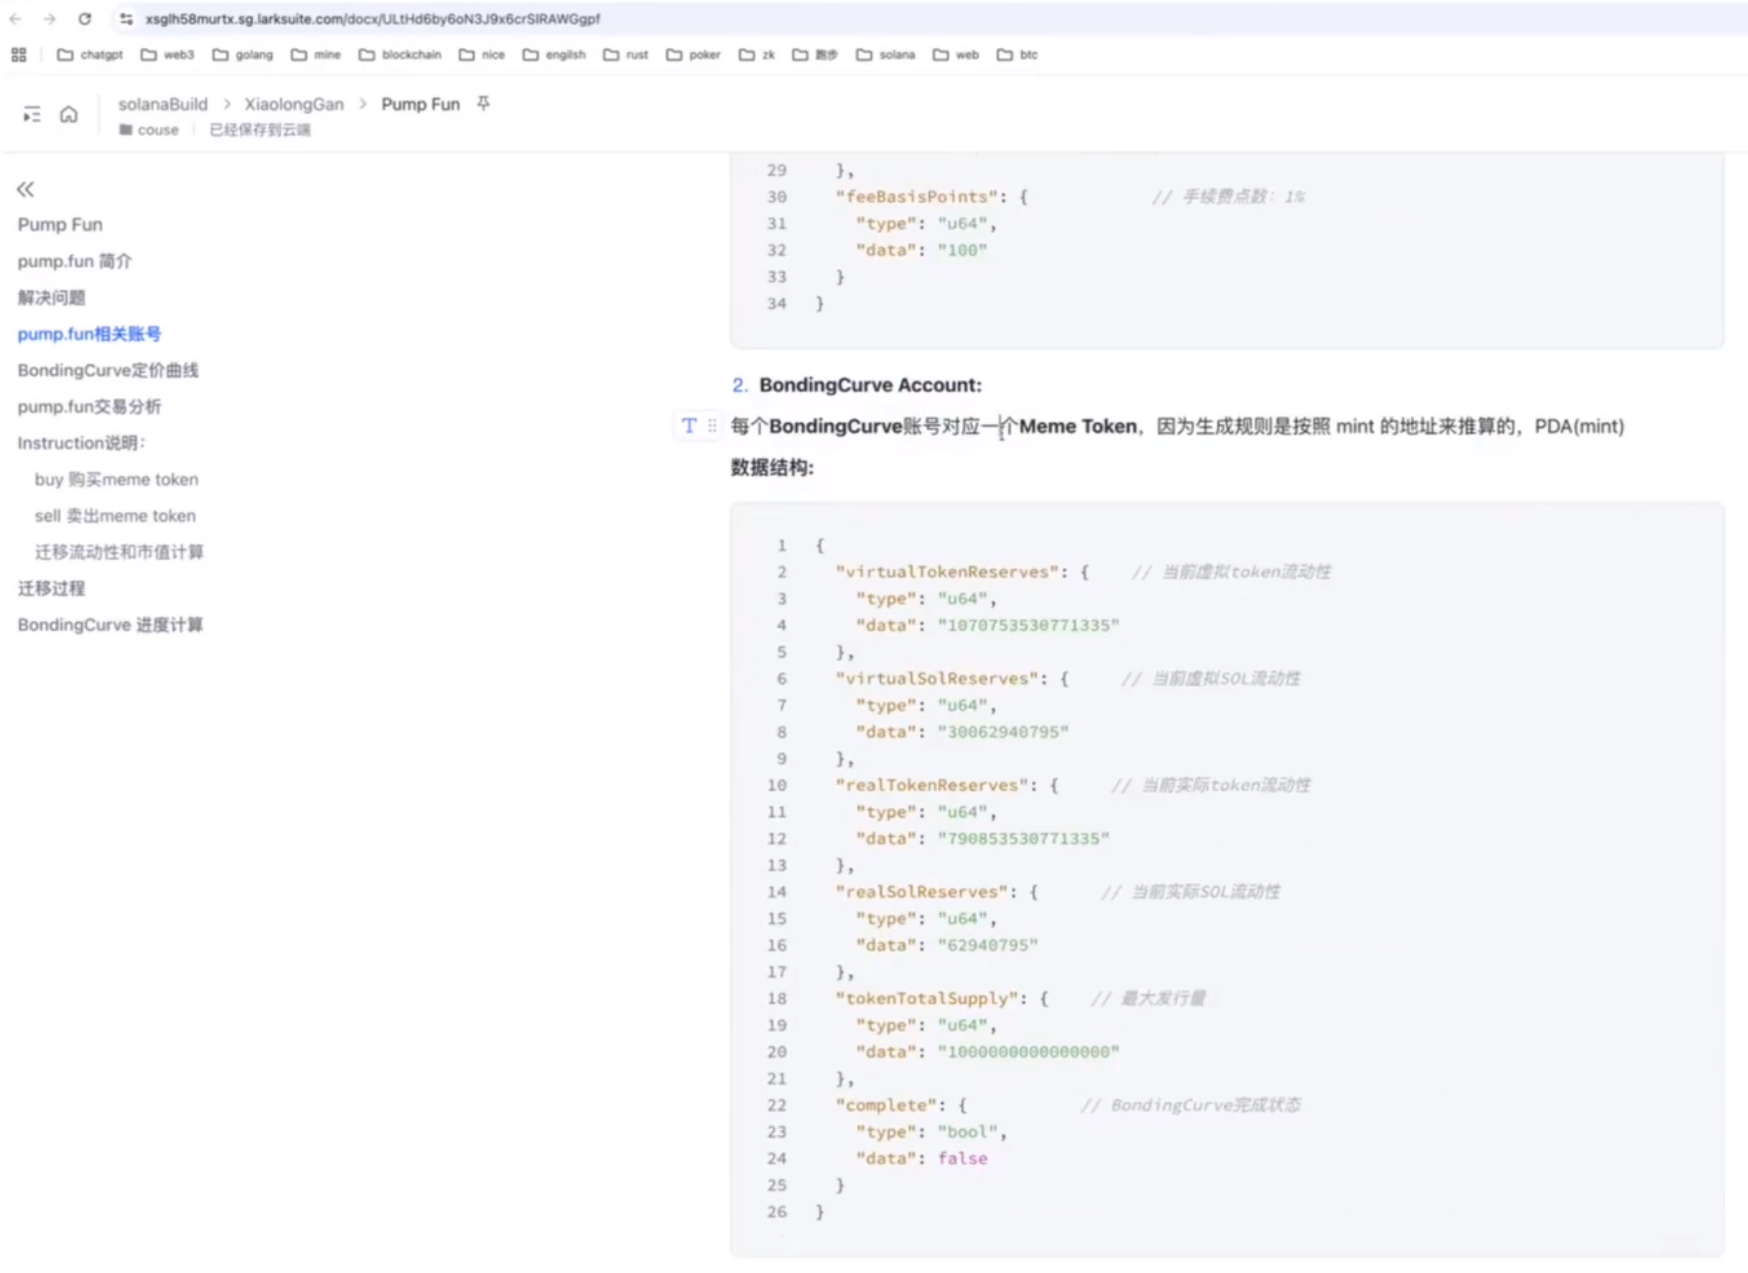 xsglh58murtx.sg.larksuite.com/docx/ULtHd6by6oN3J9x6crSlRAWGgpf
chatgpt web3 golang mine blockchain nice engilsh rust poker zk 跑步 solana web btc
solanaBuild > XiaolongGan > Pump Fun
couse 已经保存到云端
Pump Fun
pump.fun 简介
解决问题
pump.fun相关账号
BondingCurve定价曲线
pump.fun交易分析
Instruction说明：
buy 购买meme token
sell 卖出meme token
迁移流动性和市值计算
迁移过程
BondingCurve 进度计算
29 },
30 "feeBasisPoints": { // 手续费点数：1%
31 "type": "u64",
32 "data": "100"
33 }
34 }
2. BondingCurve Account:
每个BondingCurve账号对应一个Meme Token，因为生成规则是按照 mint 的地址来推算的，PDA(mint)
数据结构:
1 {
2 "virtualTokenReserves": { // 当前虚拟token流动性
3 "type": "u64",
4 "data": "1070753530771335"
5 },
6 "virtualSolReserves": { // 当前虚拟SOL流动性
7 "type": "u64",
8 "data": "30062940795"
9 },
10 "realTokenReserves": { // 当前实际token流动性
11 "type": "u64",
12 "data": "790853530771335"
13 },
14 "realSolReserves": { // 当前实际SOL流动性
15 "type": "u64",
16 "data": "62940795"
17 },
18 "tokenTotalSupply": { // 最大发行量
19 "type": "u64",
20 "data": "1000000000000000"
21 },
22 "complete": { // BondingCurve完成状态
23 "type": "bool",
24 "data": false
25 }
26 }